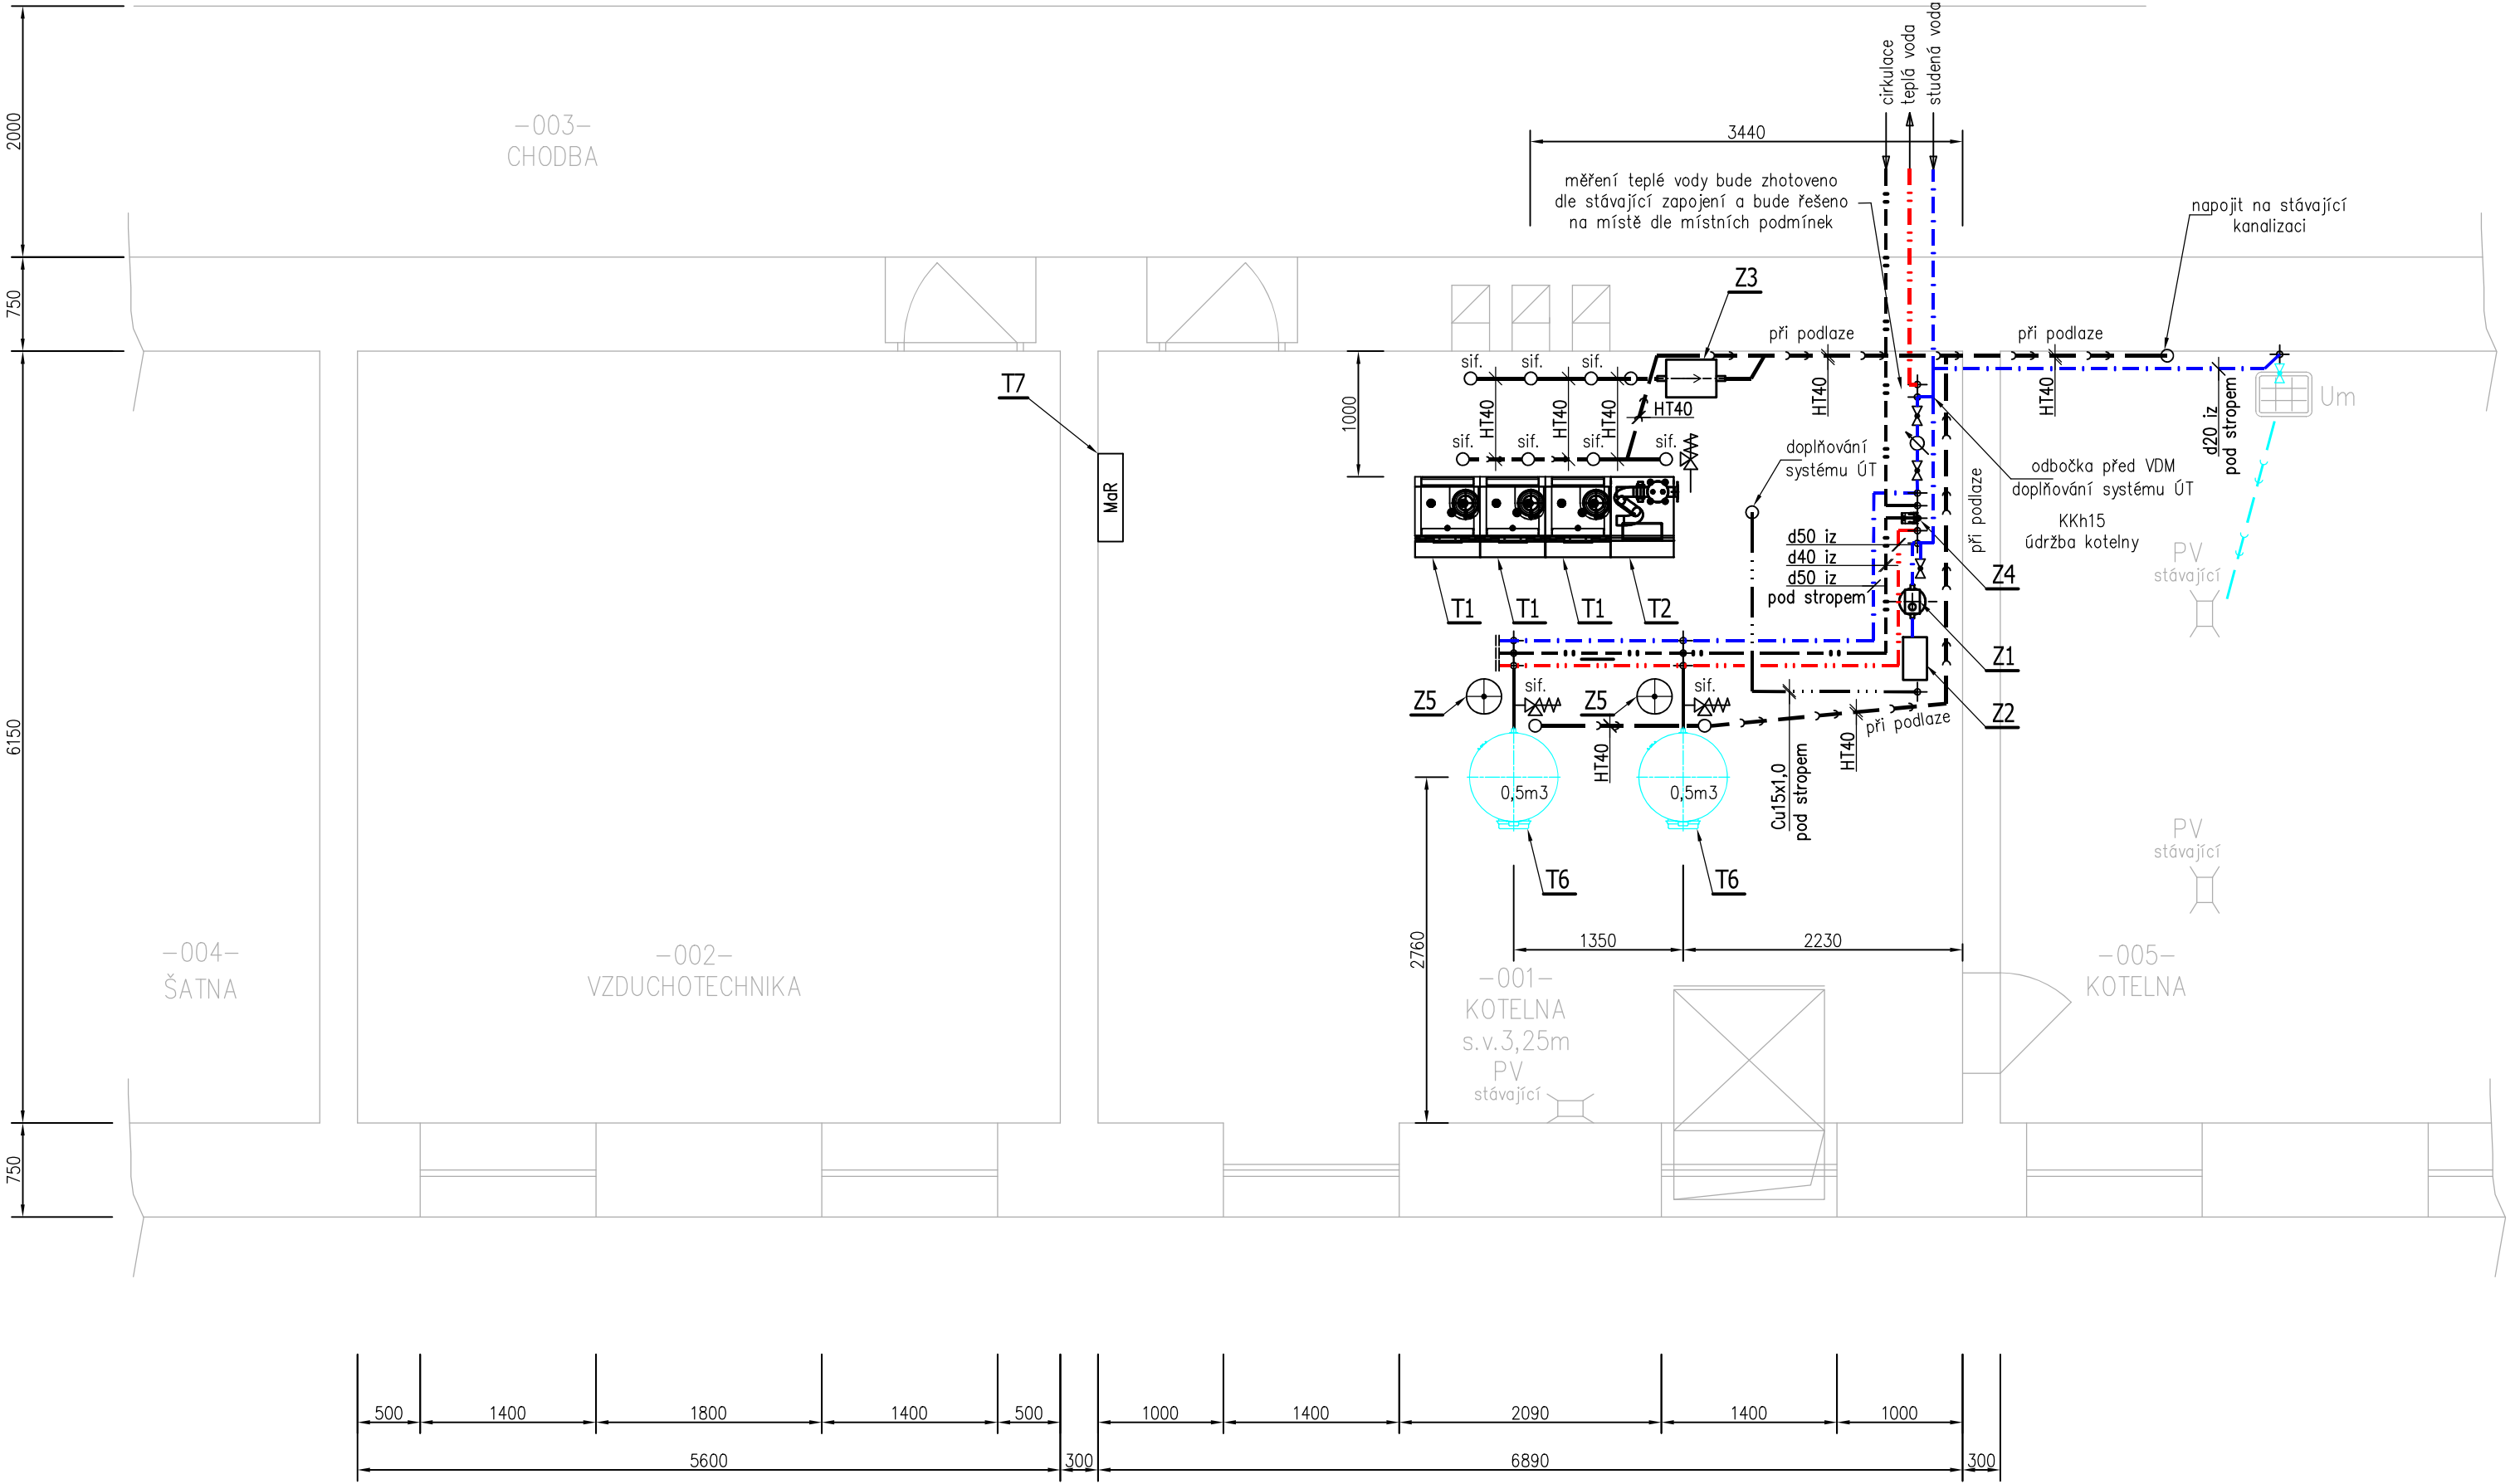 cirkulace
teplá voda
studená voda
2000
-003-
CHODBA
3440
měření teplé vody bude zhotoveno
dle stávající zapojení a bude řešeno
na místě dle místních podmínek
napojit na stávající
kanalizaci
750
Z3
při podlaze
při podlaze
sif.
sif.
sif.
T7
1000
HT40
HT40
HT40
HT40
HT40
HT40
d20 iz
pod stropem
Um
sif.
sif.
sif.
sif.
MaR
doplňování
systému ÚT
odbočka před VDM
doplňování systému ÚT
při podlaze
KKh15
údržba kotelny
d50 iz
d40 iz
d50 iz
pod stropem
PV
stávající
Z4
T1
T1
T1
T2
Z1
Z5
sif.
Z5
sif.
Z2
při podlaze
6150
HT40
HT40
Cu15x1,0
pod stropem
0,5m3
0,5m3
PV
stávající
T6
T6
2760
1350
2230
-004-
ŠATNA
-002-
VZDUCHOTECHNIKA
-001-
KOTELNA
s.v.3,25m
PV
stávající
-005-
KOTELNA
750
500
1400
1800
1400
500
1000
1400
2090
1400
1000
5600
300
6890
300